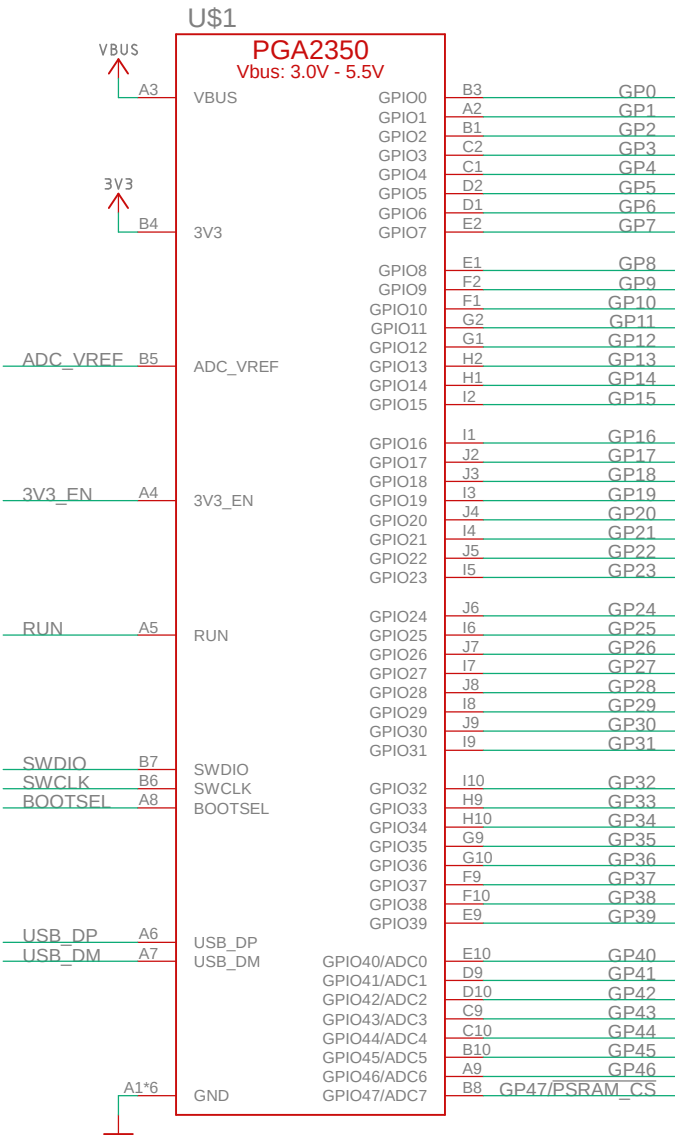 U$1
PGA2350
Vbus: 3.0V - 5.5V
VBUS
A3 VBUS GPIO0 B3 GP0
GPIO1 A2 GP1
GPIO2 B1 GP2
GPIO3 C2 GP3
GPIO4 C1 GP4
GPIO5 D2 GP5
3V3
GPIO6 D1 GP6
B4 3V3 GPIO7 E2 GP7
GPIO8 E1 GP8
GPIO9 F2 GP9
GPIO10 F1 GP10
GPIO11 G2 GP11
GPIO12 G1 GP12
ADC_VREF B5 ADC_VREF GPIO13 H2 GP13
GPIO14 H1 GP14
GPIO15 I2 GP15
GPIO16 I1 GP16
GPIO17 J2 GP17
GPIO18 J3 GP18
3V3_EN A4 3V3_EN GPIO19 I3 GP19
GPIO20 J4 GP20
GPIO21 I4 GP21
GPIO22 J5 GP22
GPIO23 I5 GP23
GPIO24 J6 GP24
RUN A5 RUN GPIO25 I6 GP25
GPIO26 J7 GP26
GPIO27 I7 GP27
GPIO28 J8 GP28
GPIO29 I8 GP29
GPIO30 J9 GP30
GPIO31 I9 GP31
SWDIO B7 SWDIO
SWCLK B6 SWCLK GPIO32 I10 GP32
BOOTSEL A8 BOOTSEL GPIO33 H9 GP33
GPIO34 H10 GP34
GPIO35 G9 GP35
GPIO36 G10 GP36
GPIO37 F9 GP37
GPIO38 F10 GP38
GPIO39 E9 GP39
USB_DP A6 USB_DP
USB_DM A7 USB_DM GPIO40/ADC0 E10 GP40
GPIO41/ADC1 D9 GP41
GPIO42/ADC2 D10 GP42
GPIO43/ADC3 C9 GP43
GPIO44/ADC4 C10 GP44
GPIO45/ADC5 B10 GP45
GPIO46/ADC6 A9 GP46
A1*6 GND GPIO47/ADC7 B8 GP47/PSRAM_CS